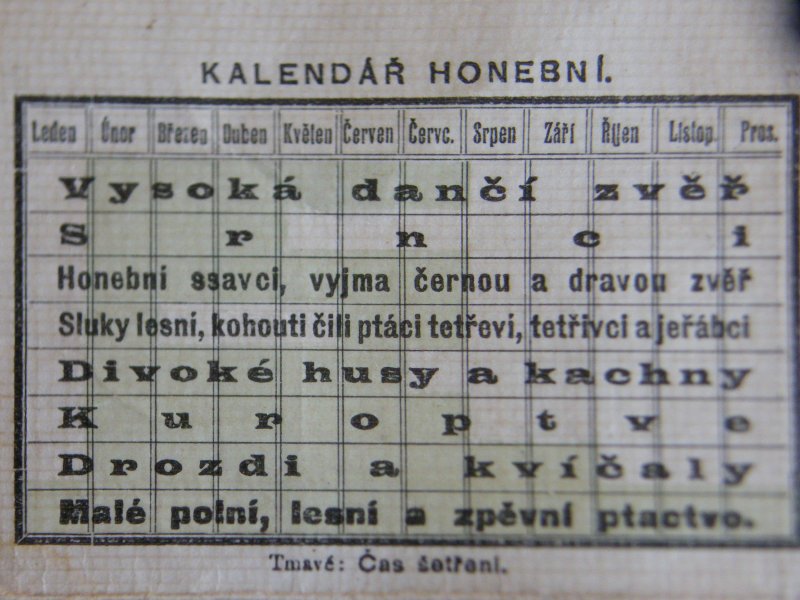 KALENDÁŘ HONEBNÍ.
Leden Únor Březen Duben Květen Červen Červc. Srpen Září Říjen Listop. Pros.
Vysoká dančí zvěř
Srnci
Honebni ssavci, vyjma černou a dravou zvěř
Sluky lesní, kohouti čili ptáci tetřeví, tetřívci a jeřábci
Divoké husy a kachny
Kuroptve
Drozdi a kvíčaly
Malé polní, lesní a zpěvní ptactvo.
Tmavé: Čas šetření.